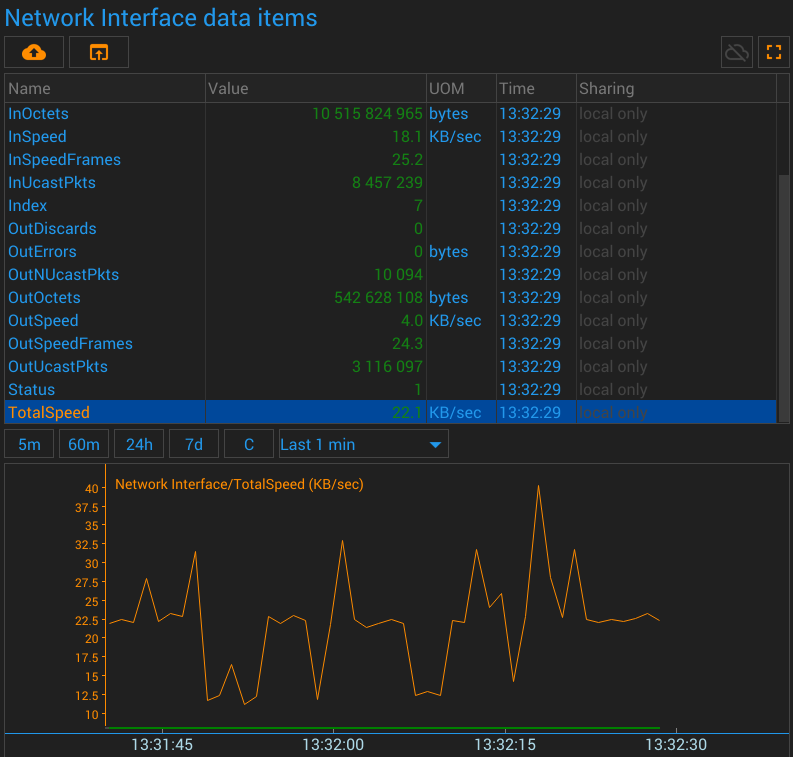 Network Interface data items
Name Value UOM Time Sharing
InOctets 10 515 824 965 bytes 13:32:29 local only
InSpeed 18.1 KB/sec 13:32:29 local only
InSpeedFrames 25.2 13:32:29 local only
InUcastPkts 8 457 239 13:32:29 local only
Index 7 13:32:29 local only
OutDiscards 0 13:32:29 local only
OutErrors 0 bytes 13:32:29 local only
OutNUcastPkts 10 094 13:32:29 local only
OutOctets 542 628 108 bytes 13:32:29 local only
OutSpeed 4.0 KB/sec 13:32:29 local only
OutSpeedFrames 24.3 13:32:29 local only
OutUcastPkts 3 116 097 13:32:29 local only
Status 1 13:32:29 local only
TotalSpeed 22.1 KB/sec 13:32:29 local only
5m 60m 24h 7d C Last 1 min
Network Interface/TotalSpeed (KB/sec)
40
37.5
35
32.5
30
27.5
25
22.5
20
17.5
15
12.5
10
13:31:45 13:32:00 13:32:15 13:32:30